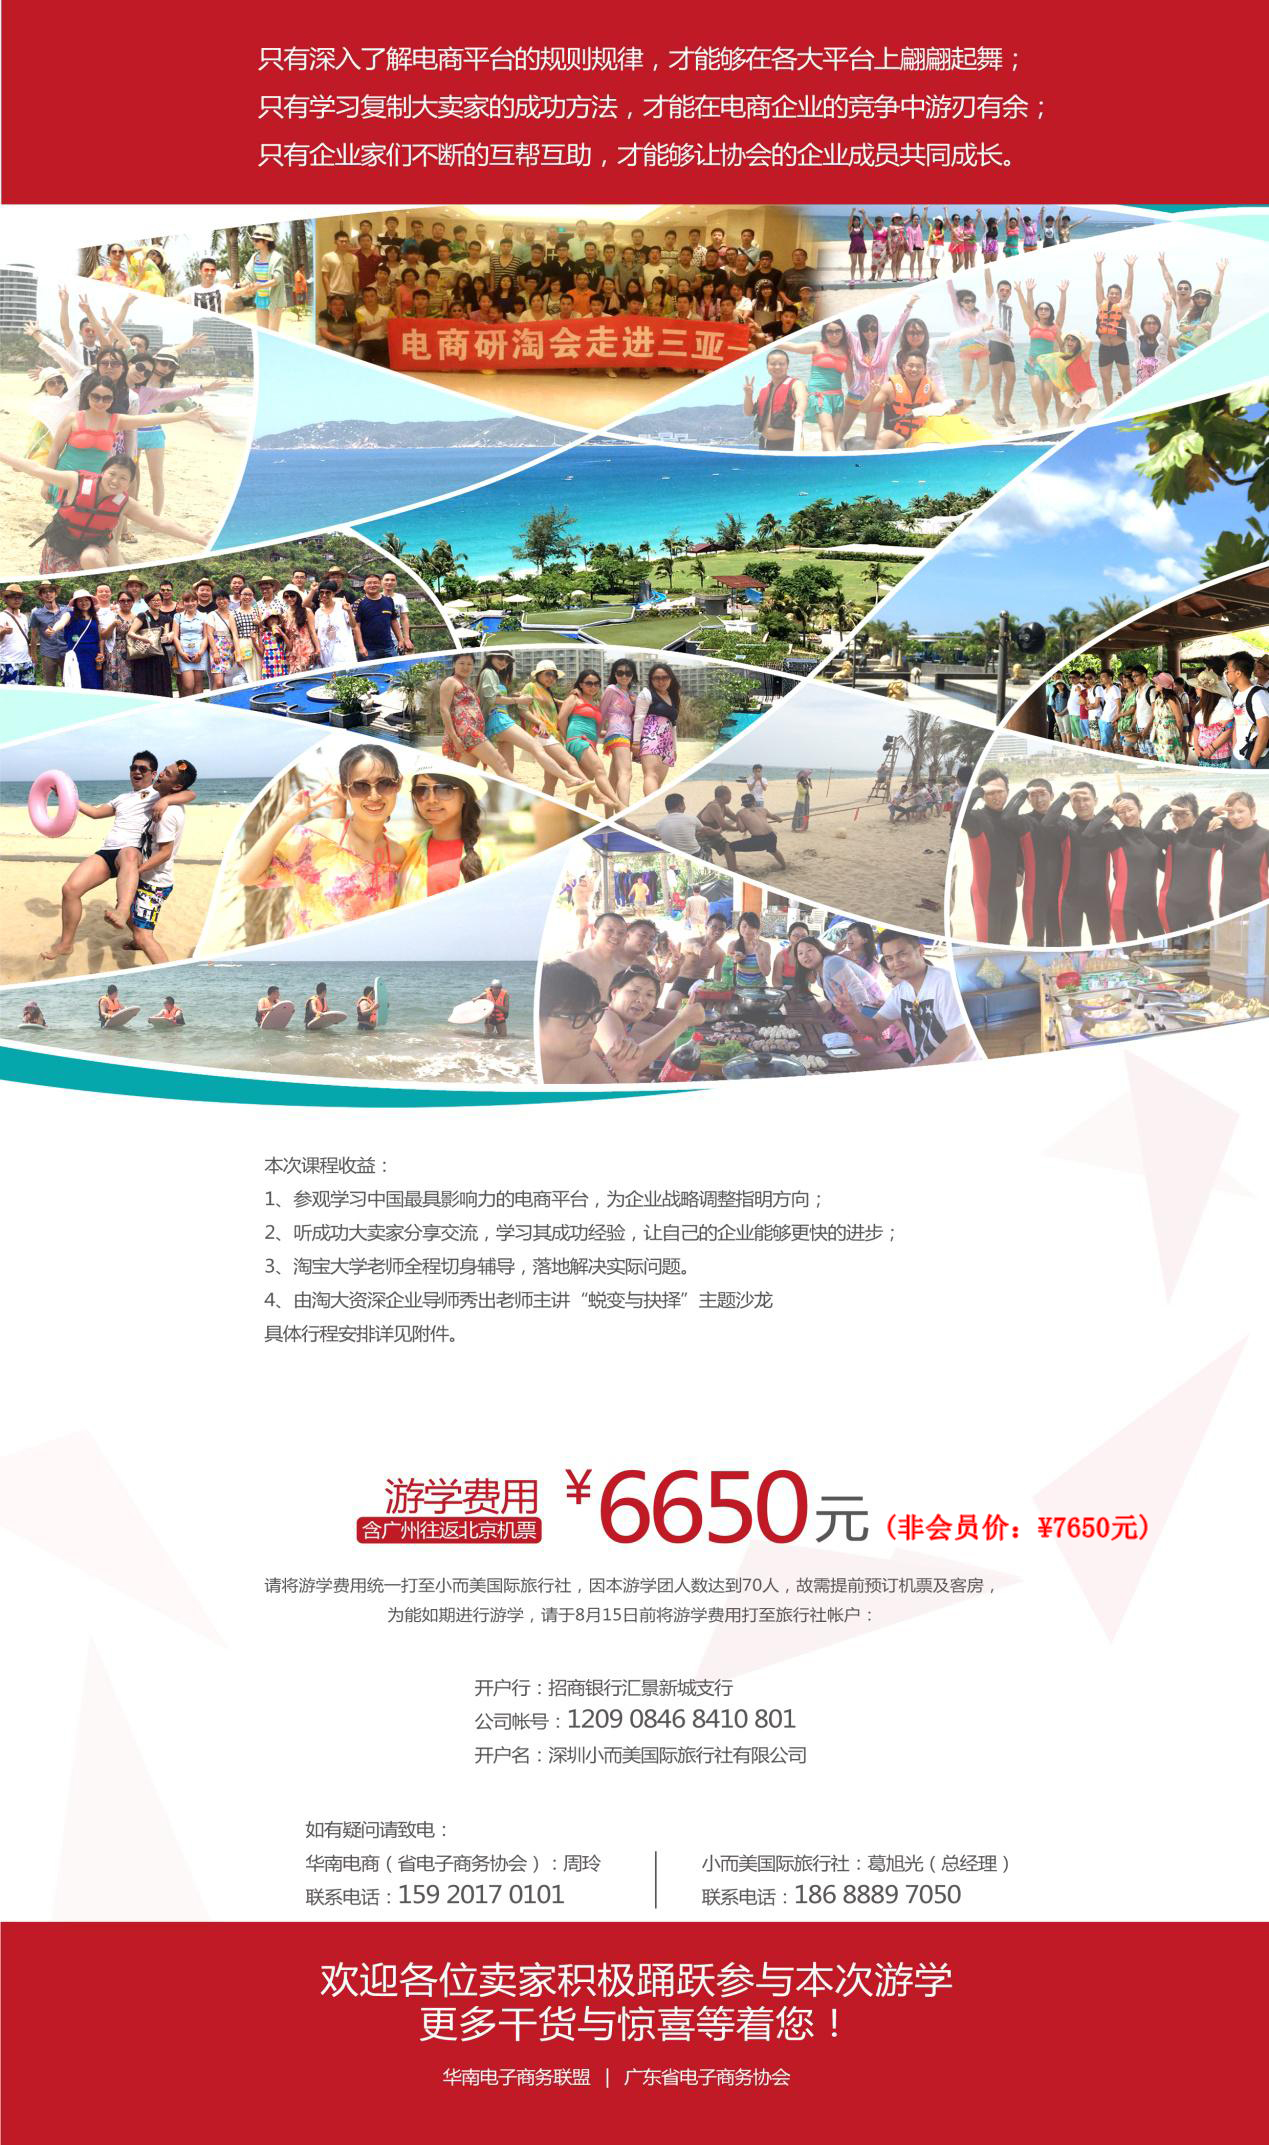 只有深入了解电商平台的规则规律，才能够在各大平台上翩翩起舞；
只有学习复制大卖家的成功方法，才能在电商企业的竞争中游刃有余；
只有企业家们不断的互帮互助，才能够让协会的企业成员共同成长。
电商研淘会走进三亚
本次课程收益：
1、参观学习中国最具影响力的电商平台，为企业战略调整指明方向；
2、听成功大卖家分享交流，学习其成功经验，让自己的企业能够更快的进步；
3、淘宝大学老师全程切身辅导，落地解决实际问题。
4、由淘大资深企业导师秀出老师主讲“蜕变与抉择”主题沙龙
具体行程安排详见附件。
游学费用 ¥6650元 (非会员价：¥7650元)
含广州往返北京机票
请将游学费用统一打至小而美国际旅行社，因本游学团人数达到70人，故需提前预订机票及客房，
为能如期进行游学，请于8月15日前将游学费用打至旅行社帐户：
开户行：招商银行汇景新城支行
公司帐号：1209 0846 8410 801
开户名：深圳小而美国际旅行社有限公司
如有疑问请致电：
华南电商（省电子商务协会）：周玲
联系电话：159 2017 0101
小而美国际旅行社：葛旭光（总经理）
联系电话：186 8889 7050
欢迎各位卖家积极踊跃参与本次游学
更多干货与惊喜等着您！
华南电子商务联盟 | 广东省电子商务协会